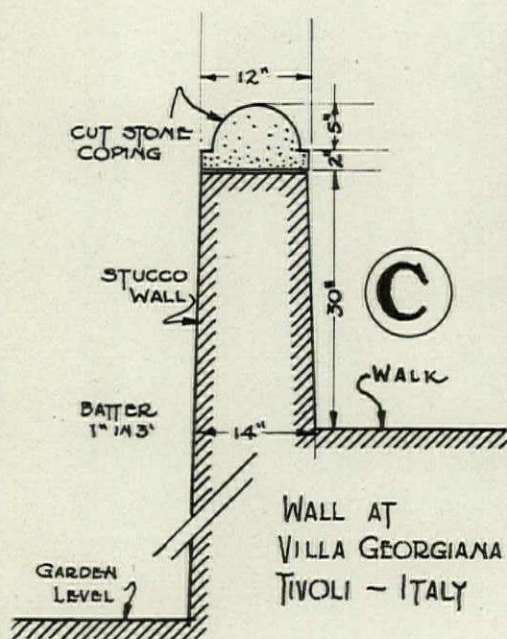 12"
CUT STONE
COPING
5"
2"
STUCCO
WALL
30"
C
WALK
BATTER
1" IN 3'
14"
WALL AT
VILLA GEORGIANA
TIVOLI ~ ITALY
GARDEN
LEVEL